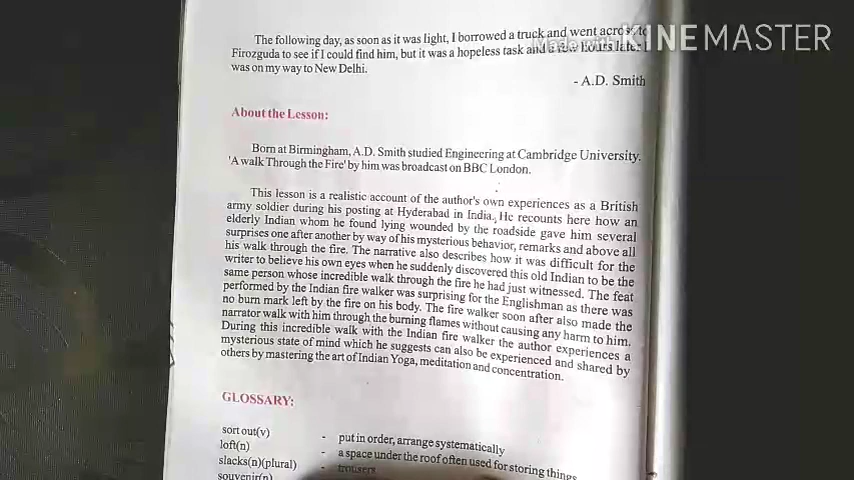 The following day, as soon as it was light, I borrowed a truck and went across to
Firozguda to see if I could find him, but it was a hopeless task and a few hours later I
was on my way to New Delhi.
- A.D. Smith
About the Lesson:
Born at Birmingham, A.D. Smith studied Engineering at Cambridge University.
'A walk Through the Fire' by him was broadcast on BBC London.
This lesson is a realistic account of the author's own experiences as a British
army soldier during his posting at Hyderabad in India. He recounts here how an
elderly Indian whom he found lying wounded by the roadside gave him several
surprises one after another by way of his mysterious behavior, remarks and above all
his walk through the fire. The narrative also describes how it was difficult for the
writer to believe his own eyes when he suddenly discovered this old Indian to be the
same person whose incredible walk through the fire he had just witnessed. The feat
performed by the Indian fire walker was surprising for the Englishman as there was
no burn mark left by the fire on his body. The fire walker soon after also made the
narrator walk with him through the burning flames without causing any harm to him.
During this incredible walk with the Indian fire walker the author experiences a
mysterious state of mind which he suggests can also be experienced and shared by
others by mastering the art of Indian Yoga, meditation and concentration.
GLOSSARY:
sort out(v) - put in order, arrange systematically
loft(n) - a space under the roof often used for storing things
slacks(n)(plural) - trousers
souvenir(n)
Made with KINEMASTER